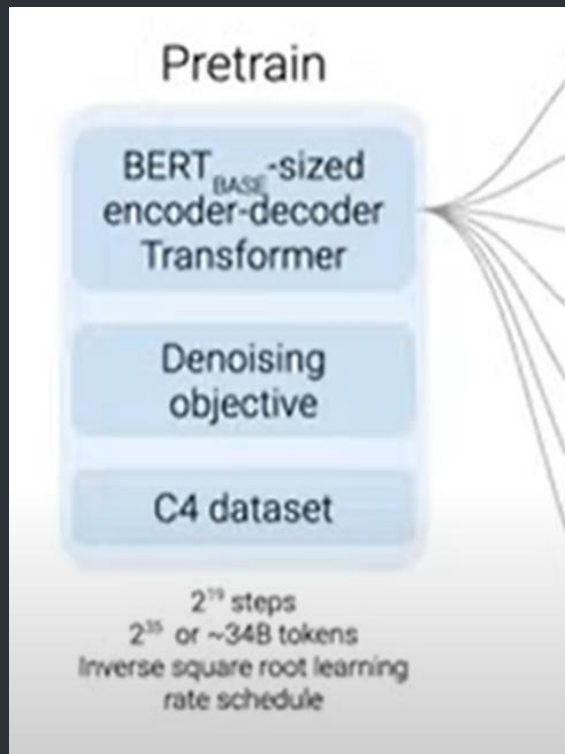 Pretrain
BERT_BASE-sized
encoder-decoder
Transformer
Denoising
objective
C4 dataset
2¹⁹ steps
2³⁵ or ~34B tokens
Inverse square root learning
rate schedule